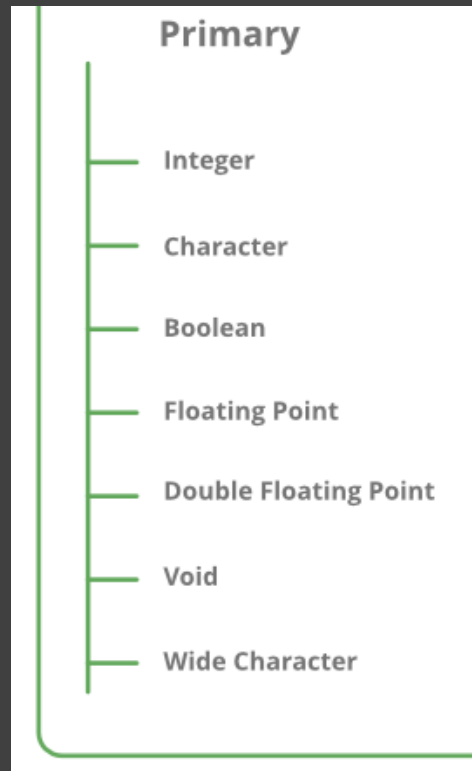 Primary
Integer
Character
Boolean
Floating Point
Double Floating Point
Void
Wide Character